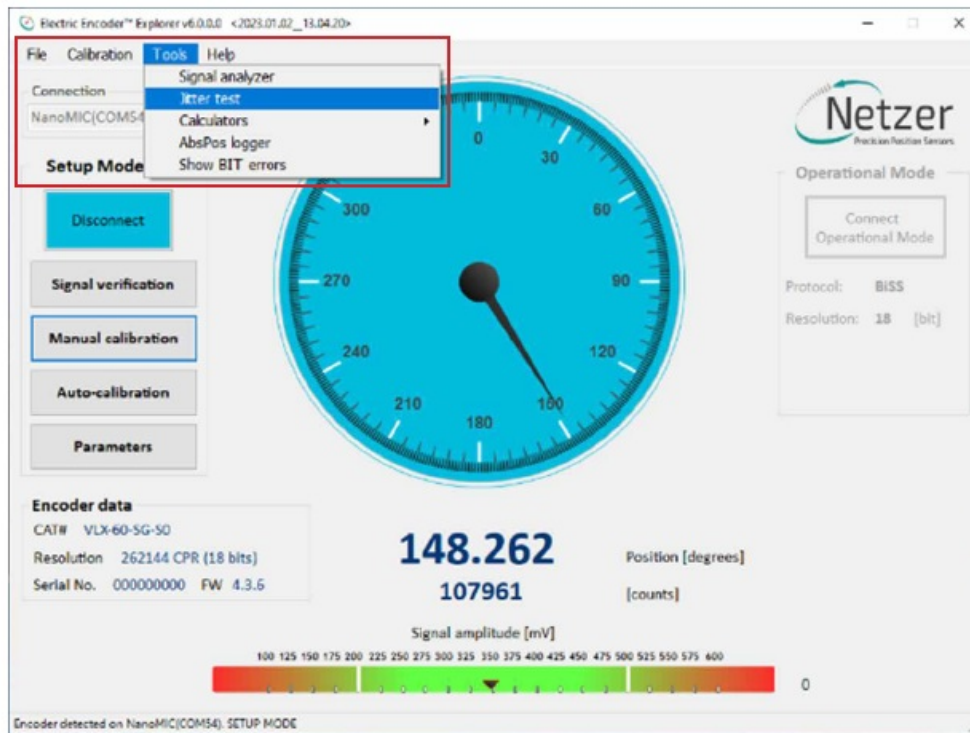 Electric Encoder™ Explorer v6.0.0.0 <2023.01.02__13.04.20>
File Calibration Tools Help
Signal analyzer
Jitter test
Calculators
AbsPos logger
Show BIT errors
Connection
NanoMIC(COM54
Setup Mode
Disconnect
Signal verification
Manual calibration
Auto-calibration
Parameters
0
30
60
90
120
150
180
210
240
270
300
Netzer
Precision Position Sensors
Operational Mode
Connect
Operational Mode
Protocol: BiSS
Resolution: 18 [bit]
Encoder data
CAT# VLX-60-SG-S0
Resolution 262144 CPR (18 bits)
Serial No. 000000000 FW 4.3.6
148.262 Position [degrees]
107961 [counts]
Signal amplitude [mV]
100 125 150 175 200 225 250 275 300 325 350 375 400 425 450 475 500 525 550 575 600
0
Encoder detected on NanoMIC(COM54). SETUP MODE